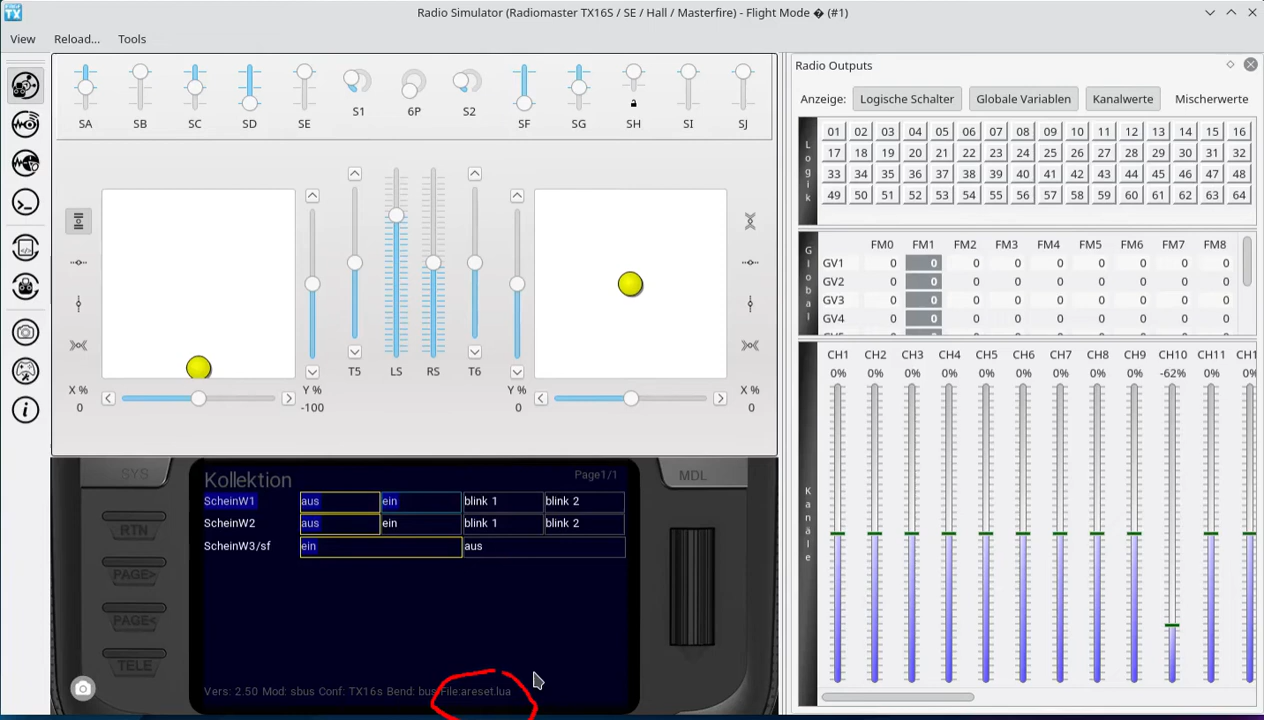 Radio Simulator (Radiomaster TX16S / SE / Hall / Masterfire) - Flight Mode � (#1)
View Reload... Tools
SA SB SC SD SE S1 6P S2 SF SG SH SI SJ
T5 LS RS T6
X % Y % Y % X %
0 -100 0 0
SYS MDL
RTN
PAGE>
PAGE<
TELE
Kollektion Page1/1
ScheinW1 aus ein blink 1 blink 2
ScheinW2 aus ein blink 1 blink 2
ScheinW3/sf ein aus
Vers: 2.50 Mod: sbus Conf: TX16s Bend: bus File:areset.lua
Radio Outputs
Anzeige: Logische Schalter Globale Variablen Kanalwerte Mischerwerte
Logik
01 02 03 04 05 06 07 08 09 10 11 12 13 14 15 16
17 18 19 20 21 22 23 24 25 26 27 28 29 30 31 32
33 34 35 36 37 38 39 40 41 42 43 44 45 46 47 48
49 50 51 52 53 54 55 56 57 58 59 60 61 62 63 64
Global
FM0 FM1 FM2 FM3 FM4 FM5 FM6 FM7 FM8
GV1 0 0 0 0 0 0 0 0 0
GV2 0 0 0 0 0 0 0 0 0
GV3 0 0 0 0 0 0 0 0 0
GV4 0 0 0 0 0 0 0 0 0
Kanäle
CH1 CH2 CH3 CH4 CH5 CH6 CH7 CH8 CH9 CH10 CH11 CH1
0% 0% 0% 0% 0% 0% 0% 0% 0% -62% 0% 0%